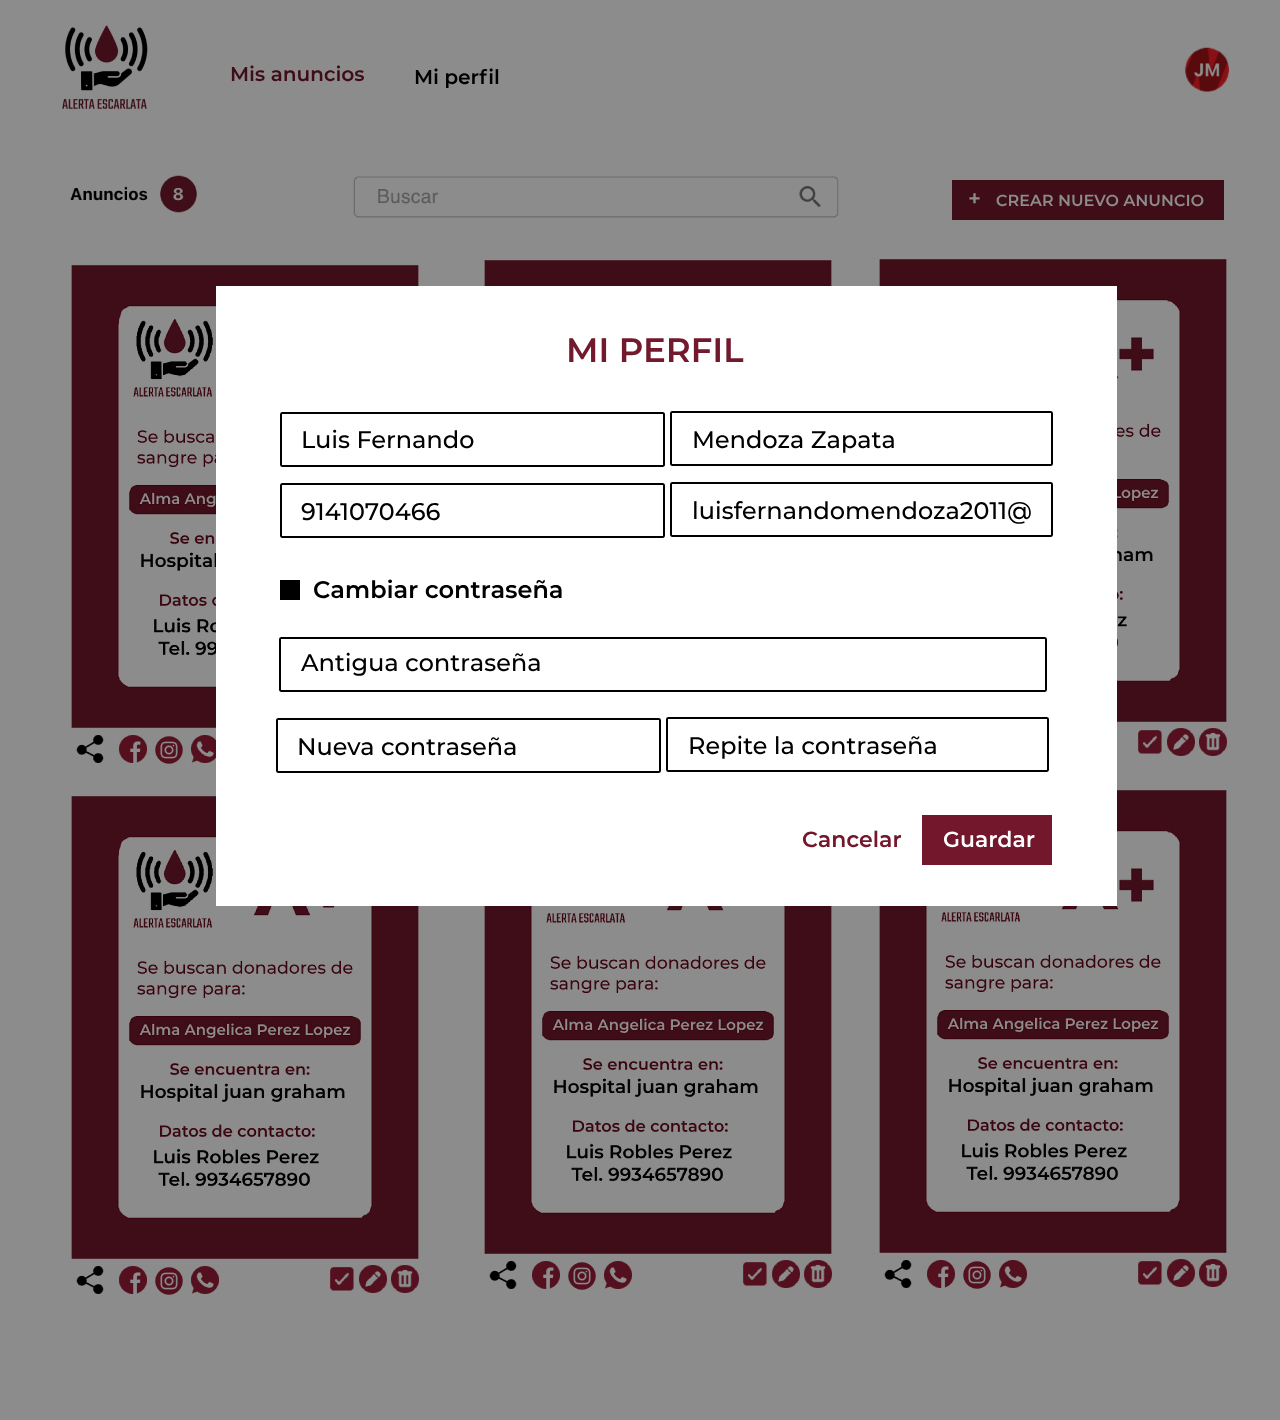 ALERTA ESCARLATA
Mis anuncios
Mi perfil
JM
Anuncios 8
Buscar
+ CREAR NUEVO ANUNCIO
ALERTA ESCARLATA
+
Se busca
sangre pa
es de
Alma Ang
Lopez
Se en
Hospital
ham
Datos
:
Luis Ro
z
Tel. 99
MI PERFIL
Luis Fernando
Mendoza Zapata
9141070466
luisfernandomendoza2011@
Cambiar contraseña
Antigua contraseña
Nueva contraseña
Repite la contraseña
Cancelar
Guardar
ALERTA ESCARLATA
Se buscan donadores de
sangre para:
Alma Angelica Perez Lopez
Se encuentra en:
Hospital juan graham
Datos de contacto:
Luis Robles Perez
Tel. 9934657890
ALERTA ESCARLATA
Se buscan donadores de
sangre para:
Alma Angelica Perez Lopez
Se encuentra en:
Hospital juan graham
Datos de contacto:
Luis Robles Perez
Tel. 9934657890
+
ALERTA ESCARLATA
Se buscan donadores de
sangre para:
Alma Angelica Perez Lopez
Se encuentra en:
Hospital juan graham
Datos de contacto:
Luis Robles Perez
Tel. 9934657890